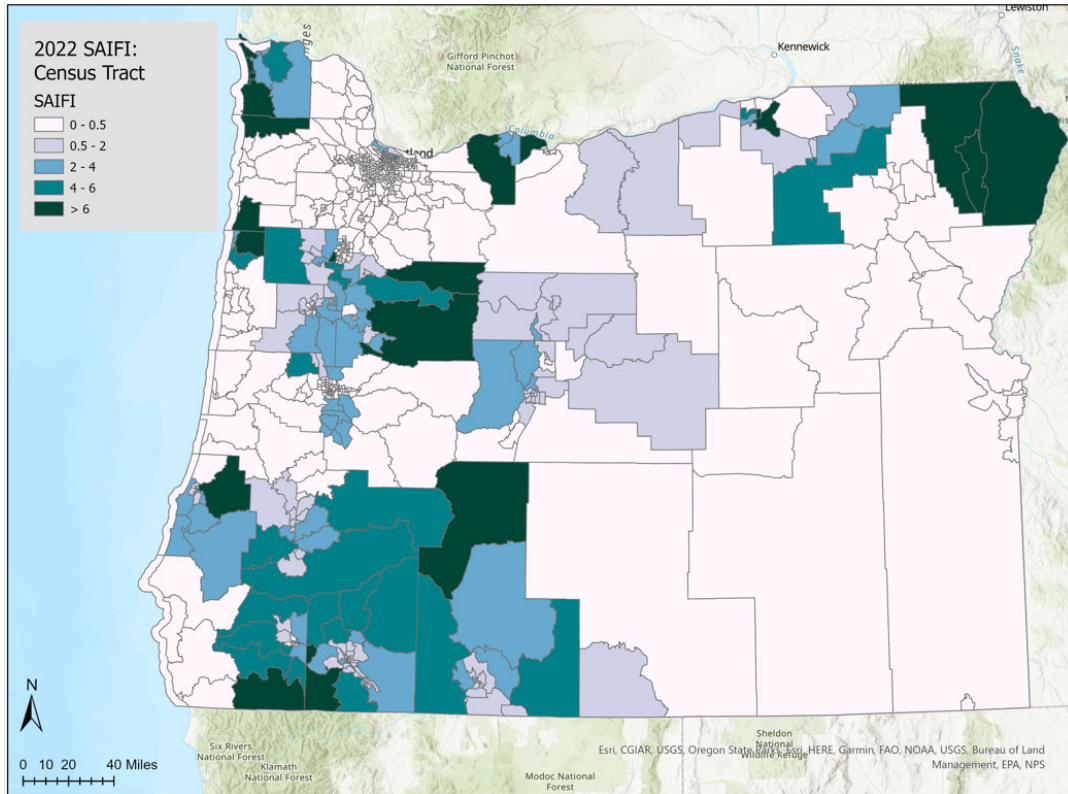 2022 SAIFI:
Census Tract
SAIFI
0 - 0.5
0.5 - 2
2 - 4
4 - 6
> 6
Lewiston
Kennewick
Gifford Pinchot
National Forest
Snake
Columbia
N
0 10 20 40 Miles
Six Rivers
National Forest
Klamath
National Forest
Modoc National
Forest
Sheldon
National
Wildlife Refuge
Esri, CGIAR, USGS, Oregon State Parks, Esri, HERE, Garmin, FAO, NOAA, USGS, Bureau of Land
Management, EPA, NPS